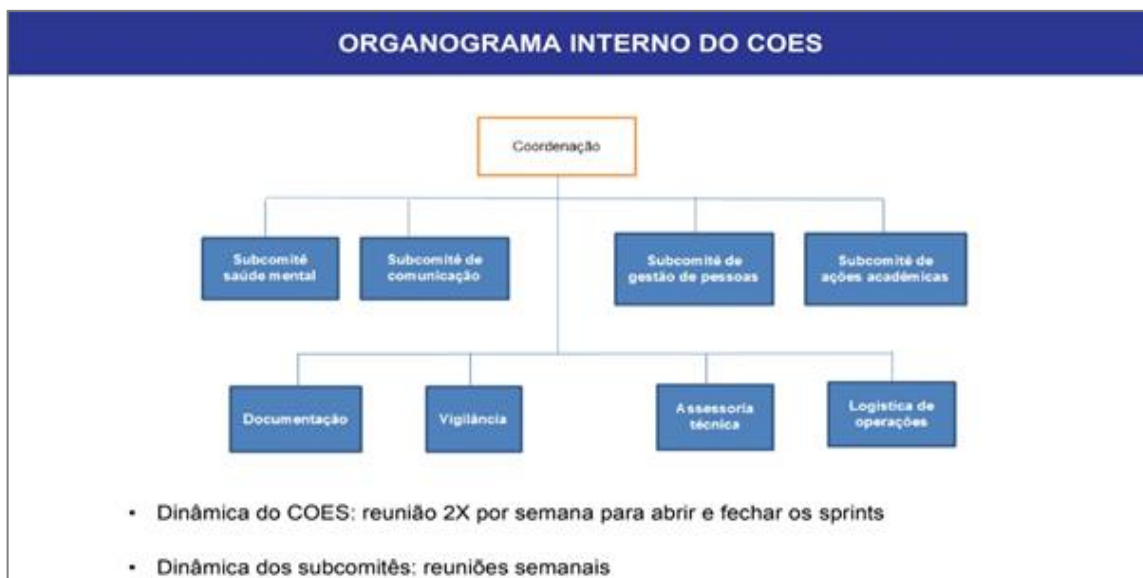 ORGANOGRAMA INTERNO DO COES
Coordenação
Subcomitê
saúde mental
Subcomitê de
comunicação
Subcomitê de
gestão de pessoas
Subcomitê de
ações acadêmicas
Documentação
Vigilância
Assessoria
técnica
Logística de
operações
• Dinâmica do COES: reunião 2X por semana para abrir e fechar os sprints
• Dinâmica dos subcomitês: reuniões semanais